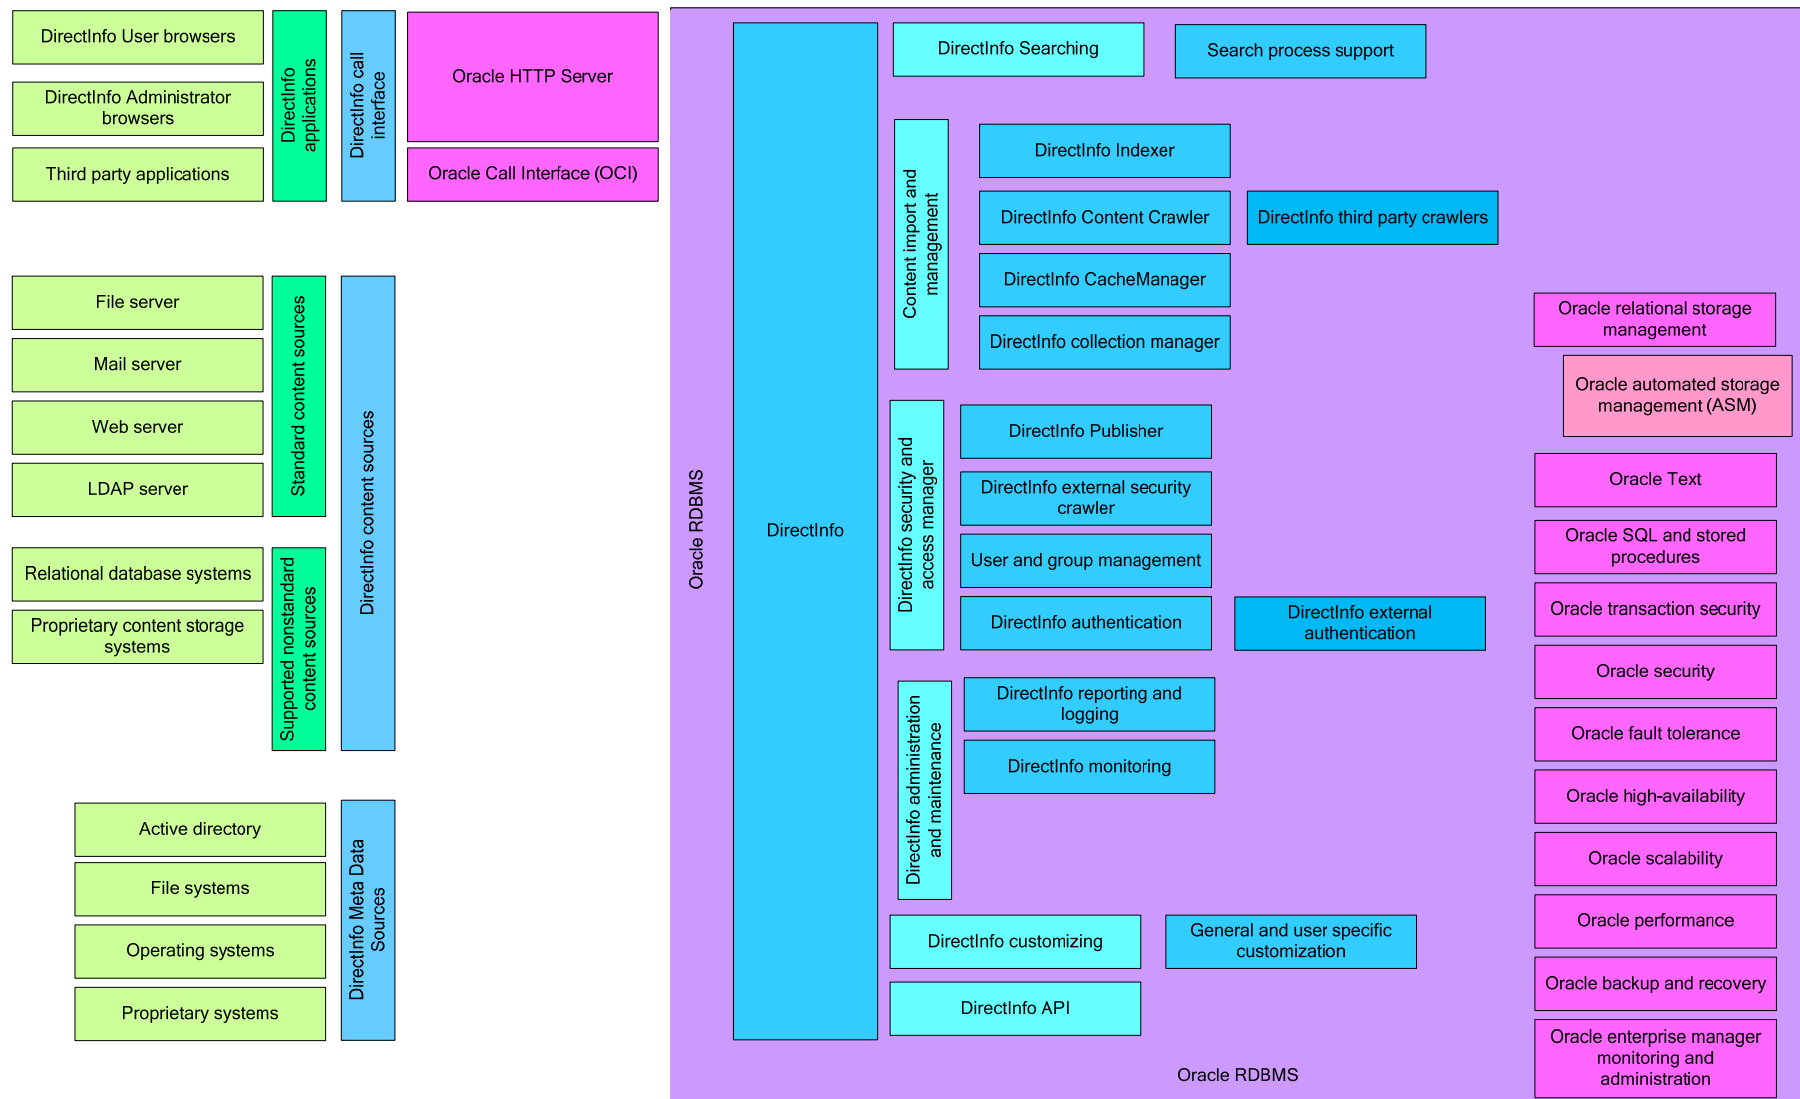 DirectInfo User browsers
DirectInfo Administrator
browsers
Third party applications
DirectInfo
applications
DirectInfo call
interface
Oracle HTTP Server
Oracle Call Interface (OCI)
File server
Mail server
Web server
LDAP server
Standard content sources
Relational database systems
Proprietary content storage
systems
Supported nonstandard
content sources
DirectInfo content sources
Active directory
File systems
Operating systems
Proprietary systems
DirectInfo Meta Data
Sources
Oracle RDBMS
DirectInfo
DirectInfo Searching
Search process support
Content import and
management
DirectInfo Indexer
DirectInfo Content Crawler
DirectInfo third party crawlers
DirectInfo CacheManager
DirectInfo collection manager
DirectInfo security and
access manager
DirectInfo Publisher
DirectInfo external security
crawler
User and group management
DirectInfo authentication
DirectInfo external
authentication
DirectInfo administration
and maintenance
DirectInfo reporting and
logging
DirectInfo monitoring
DirectInfo customizing
General and user specific
customization
DirectInfo API
Oracle relational storage
management
Oracle automated storage
management (ASM)
Oracle Text
Oracle SQL and stored
procedures
Oracle transaction security
Oracle security
Oracle fault tolerance
Oracle high-availability
Oracle scalability
Oracle performance
Oracle backup and recovery
Oracle enterprise manager
monitoring and
administration
Oracle RDBMS